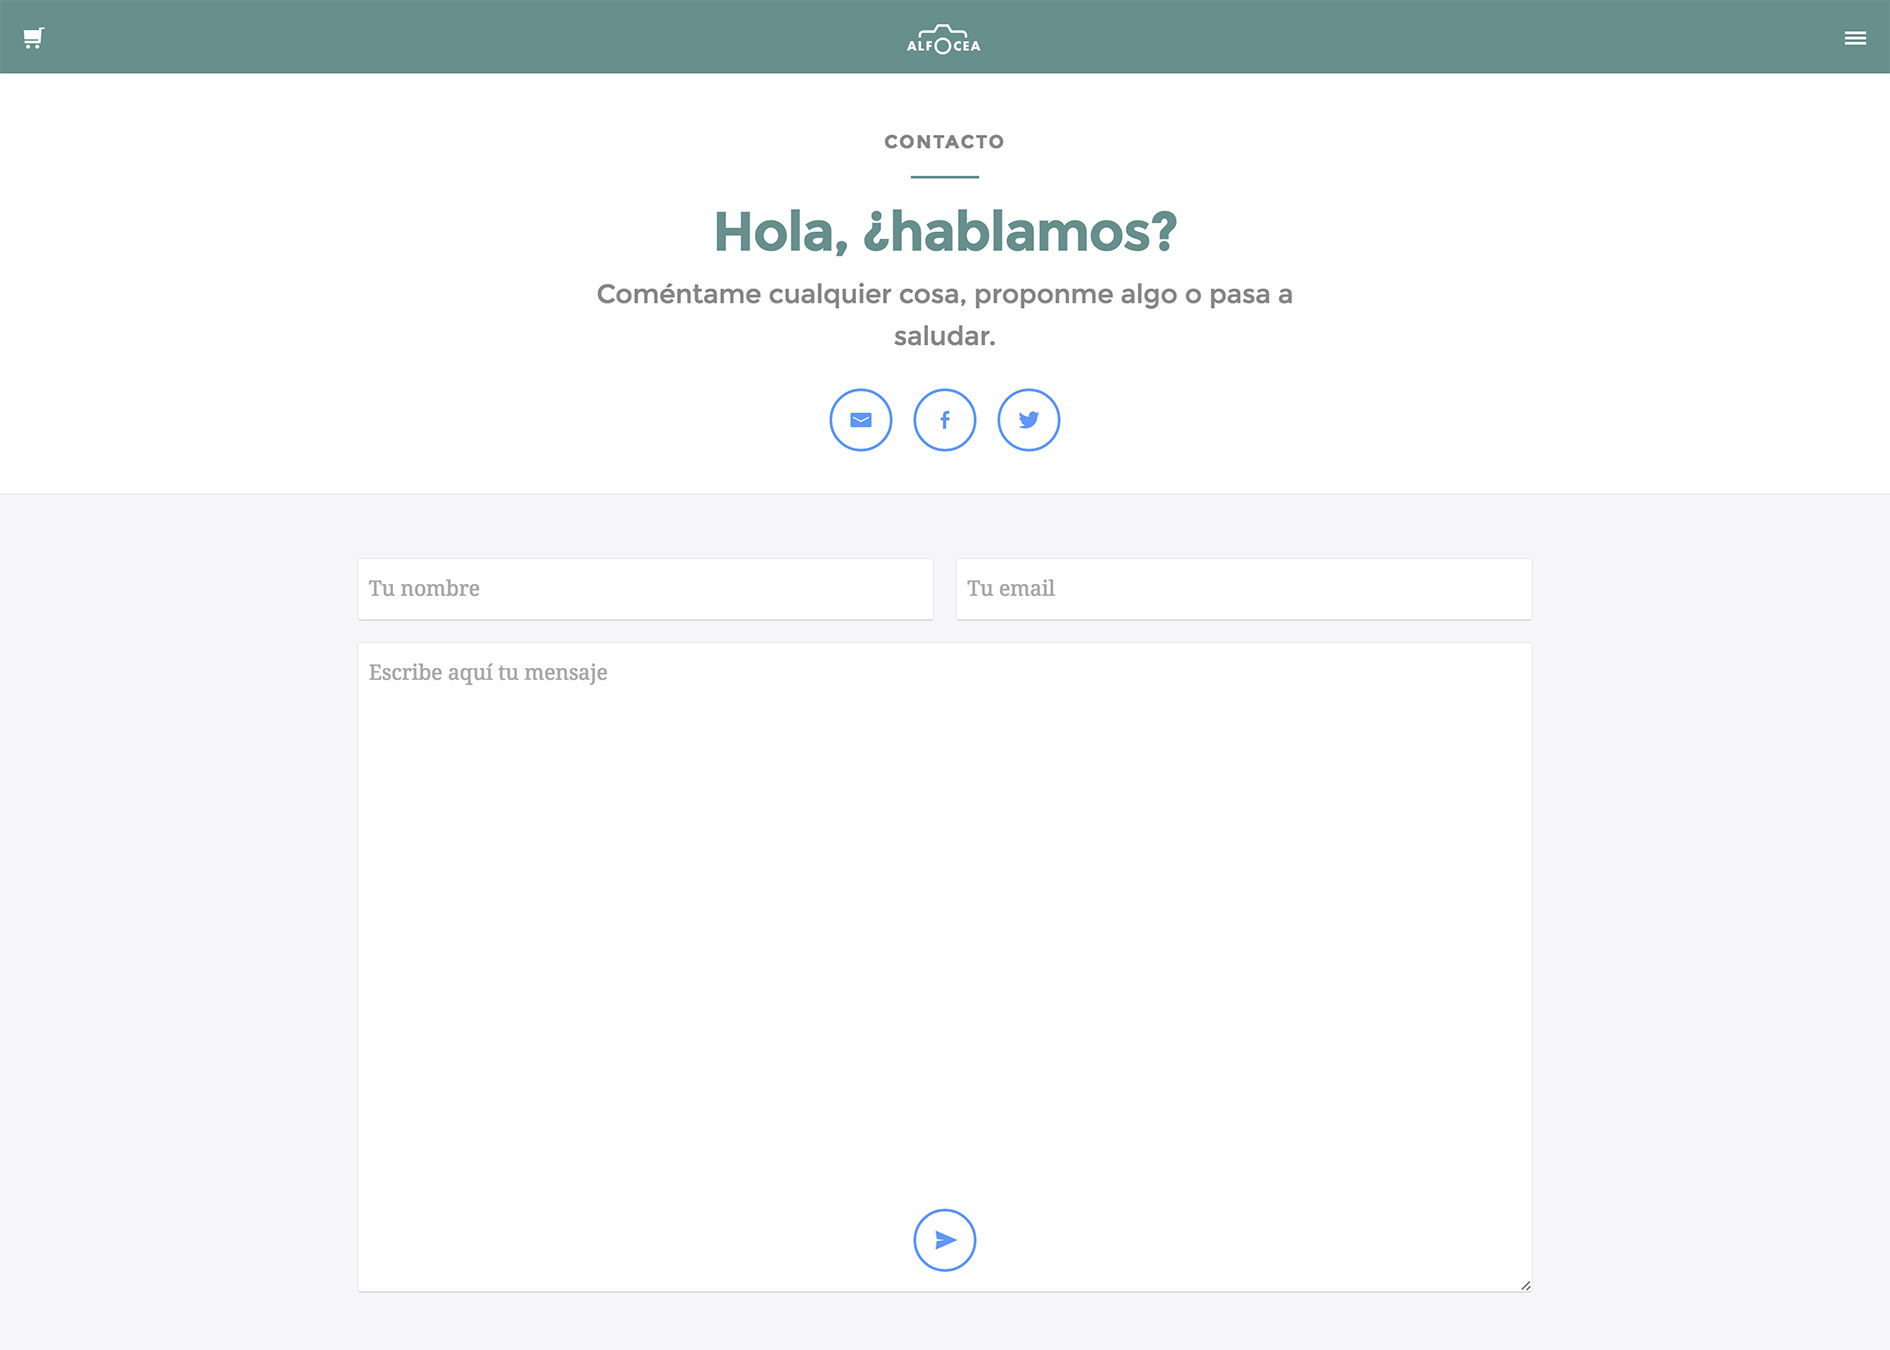 ALFOCEA
CONTACTO
Hola, ¿hablamos?
Coméntame cualquier cosa, proponme algo o pasa a
saludar.
Tu nombre
Tu email
Escribe aquí tu mensaje